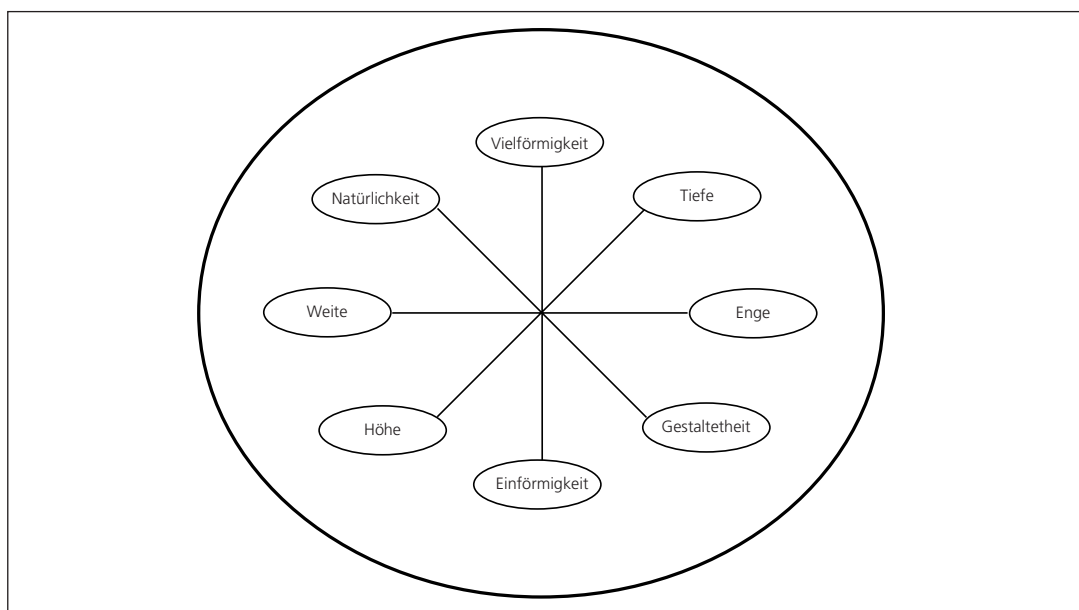 Vielförmigkeit
Natürlichkeit
Tiefe
Weite
Enge
Höhe
Gestaltetheit
Einförmigkeit